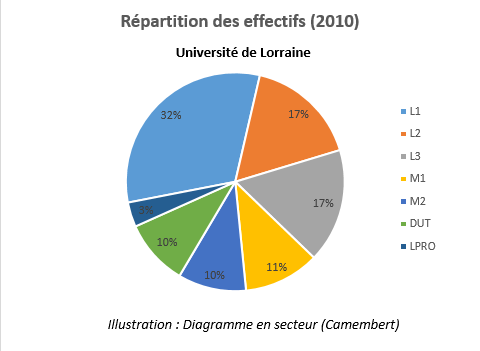 Répartition des effectifs (2010)
Université de Lorraine
32%
17%
17%
11%
10%
10%
3%
L1
L2
L3
M1
M2
DUT
LPRO
Illustration : Diagramme en secteur (Camembert)